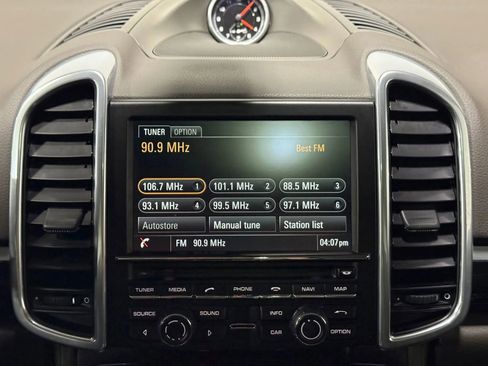 TUNER OPTION
90.9 MHz Best FM
106.7 MHz 1 101.1 MHz 2 88.5 MHz 3
93.1 MHz 4 99.5 MHz 5 97.1 MHz 6
Autostore Manual tune Station list
FM 90.9 MHz 04:07pm
TUNER MEDIA PHONE NAVI MAP
SOURCE SOUND INFO
CAR OPTION